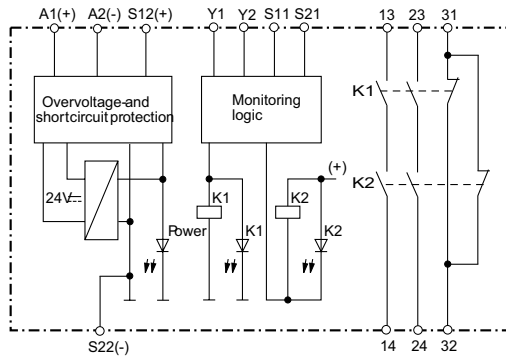 A1(+) A2(-) S12(+) Y1 Y2 S11 S21 13 23 31
Overvoltage-and
shortcircuit protection
Monitoring
logic
K1
K2
(+)
24V
K1
K2
Power
K1
K2
S22(-)
14 24 32